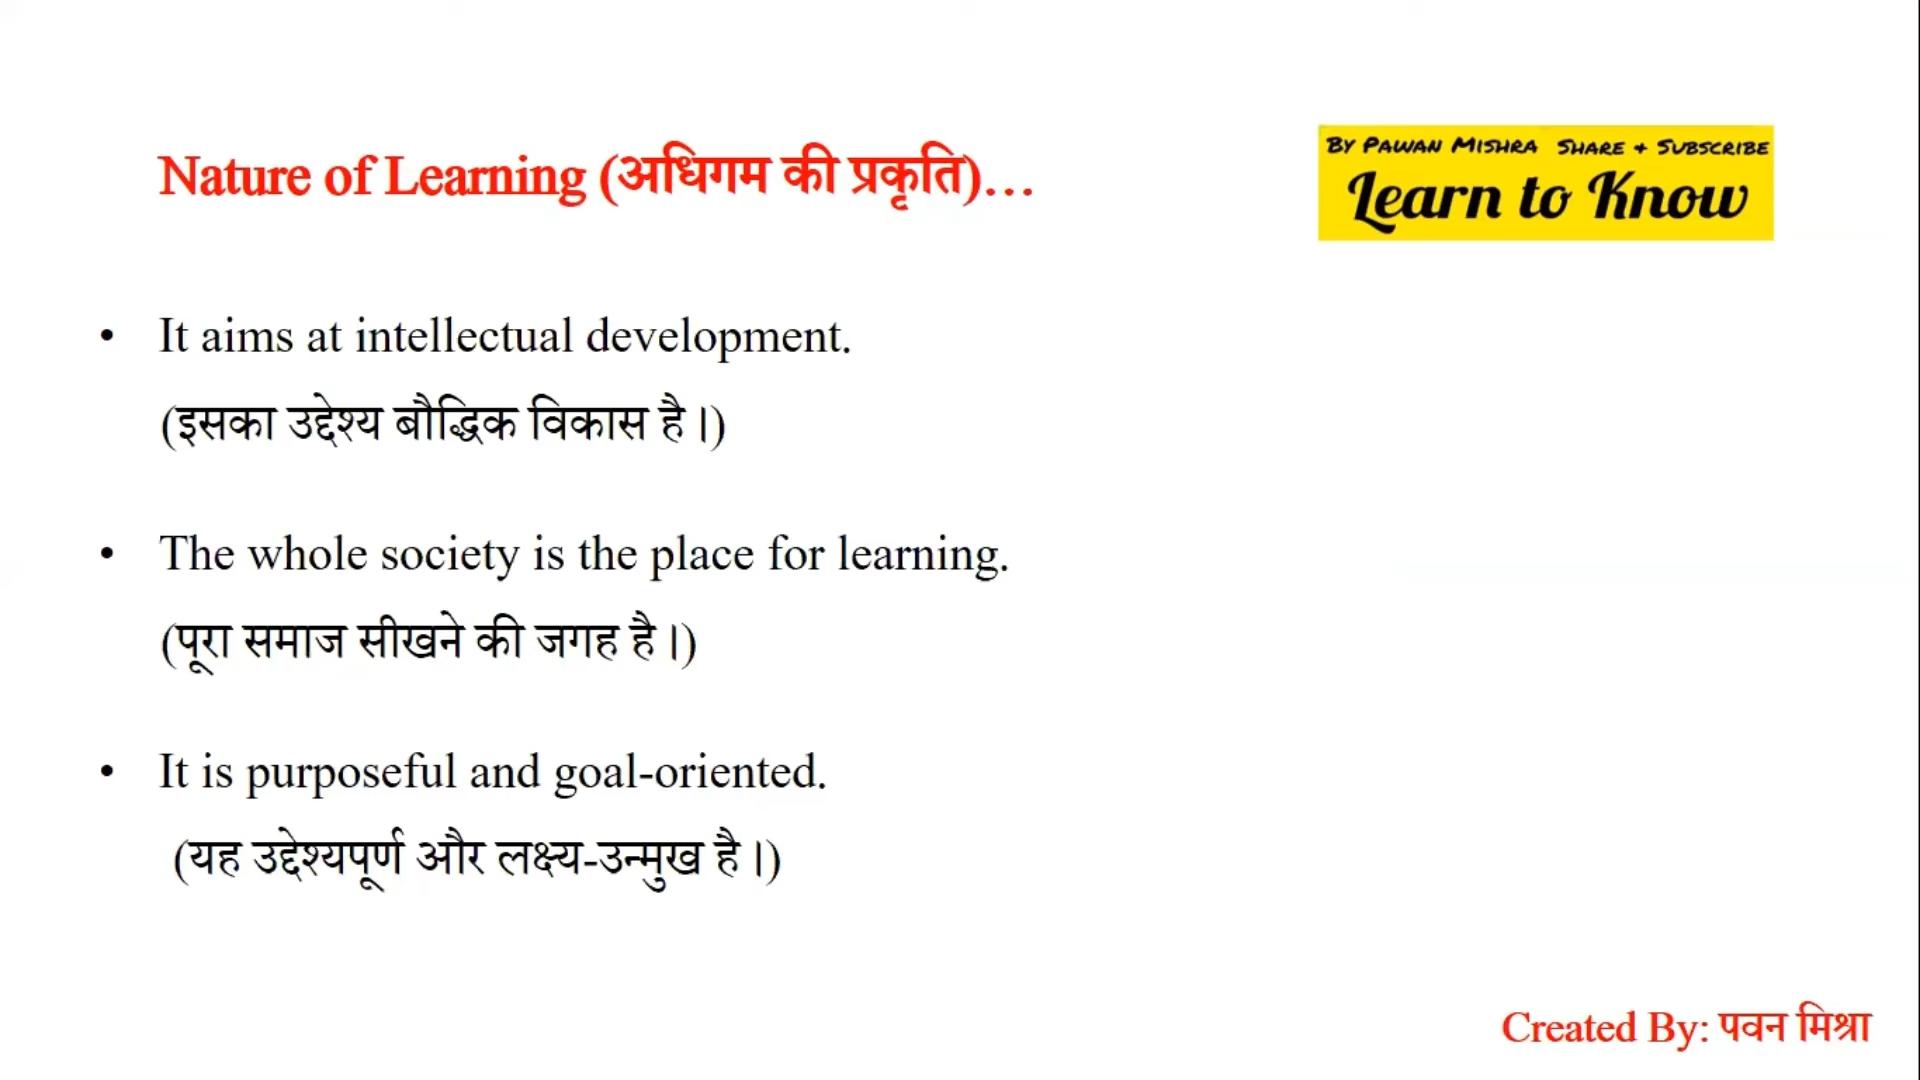 Nature of Learning (अधिगम की प्रकृति)...
By Pawan Mishra Share + Subscribe
Learn to Know
• It aims at intellectual development.
(इसका उद्देश्य बौद्धिक विकास है।)
• The whole society is the place for learning.
(पूरा समाज सीखने की जगह है।)
• It is purposeful and goal-oriented.
(यह उद्देश्यपूर्ण और लक्ष्य-उन्मुख है।)
Created By: पवन मिश्रा